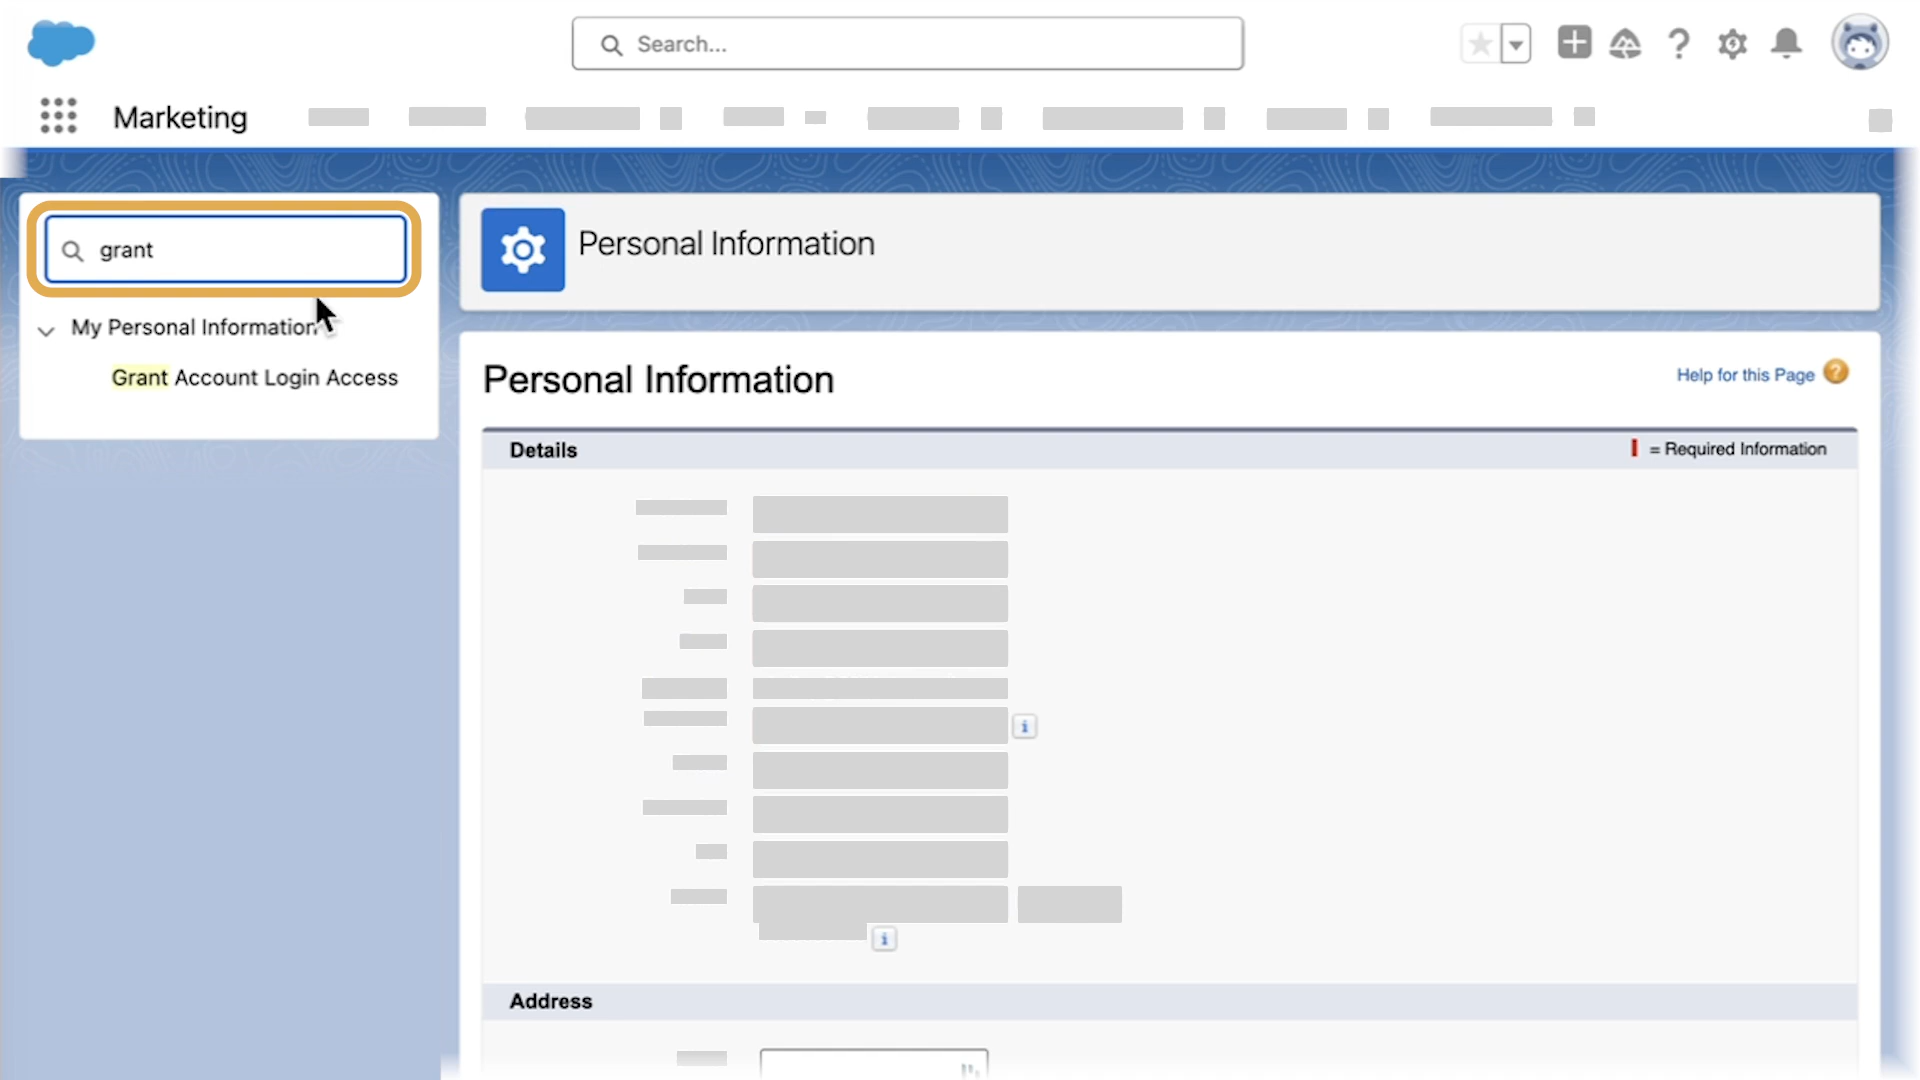 Search...
Marketing
grant
My Personal Information
Grant Account Login Access
Personal Information
Personal Information
Help for this Page ?
Details
= Required Information
Address